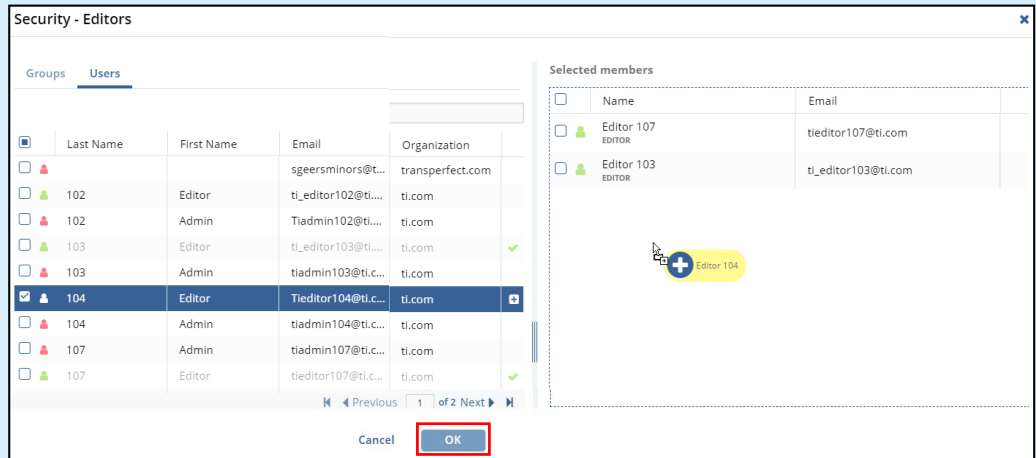 Security - Editors
Groups Users
Last Name First Name Email Organization
sgeersminors@t... transperfect.com
102 Editor ti_editor102@ti.... ti.com
102 Admin Tiadmin102@ti.... ti.com
103 Editor ti_editor103@ti.... ti.com
103 Admin tiadmin103@ti.c... ti.com
104 Editor Tieditor104@ti.c... ti.com
104 Admin tiadmin104@ti.c... ti.com
107 Admin tiadmin107@ti.c... ti.com
107 Editor tieditor107@ti.c... ti.com
Previous 1 of 2 Next
Selected members
Name Email
Editor 107 tieditor107@ti.com
EDITOR
Editor 103 ti_editor103@ti.com
EDITOR
Editor 104
Cancel OK